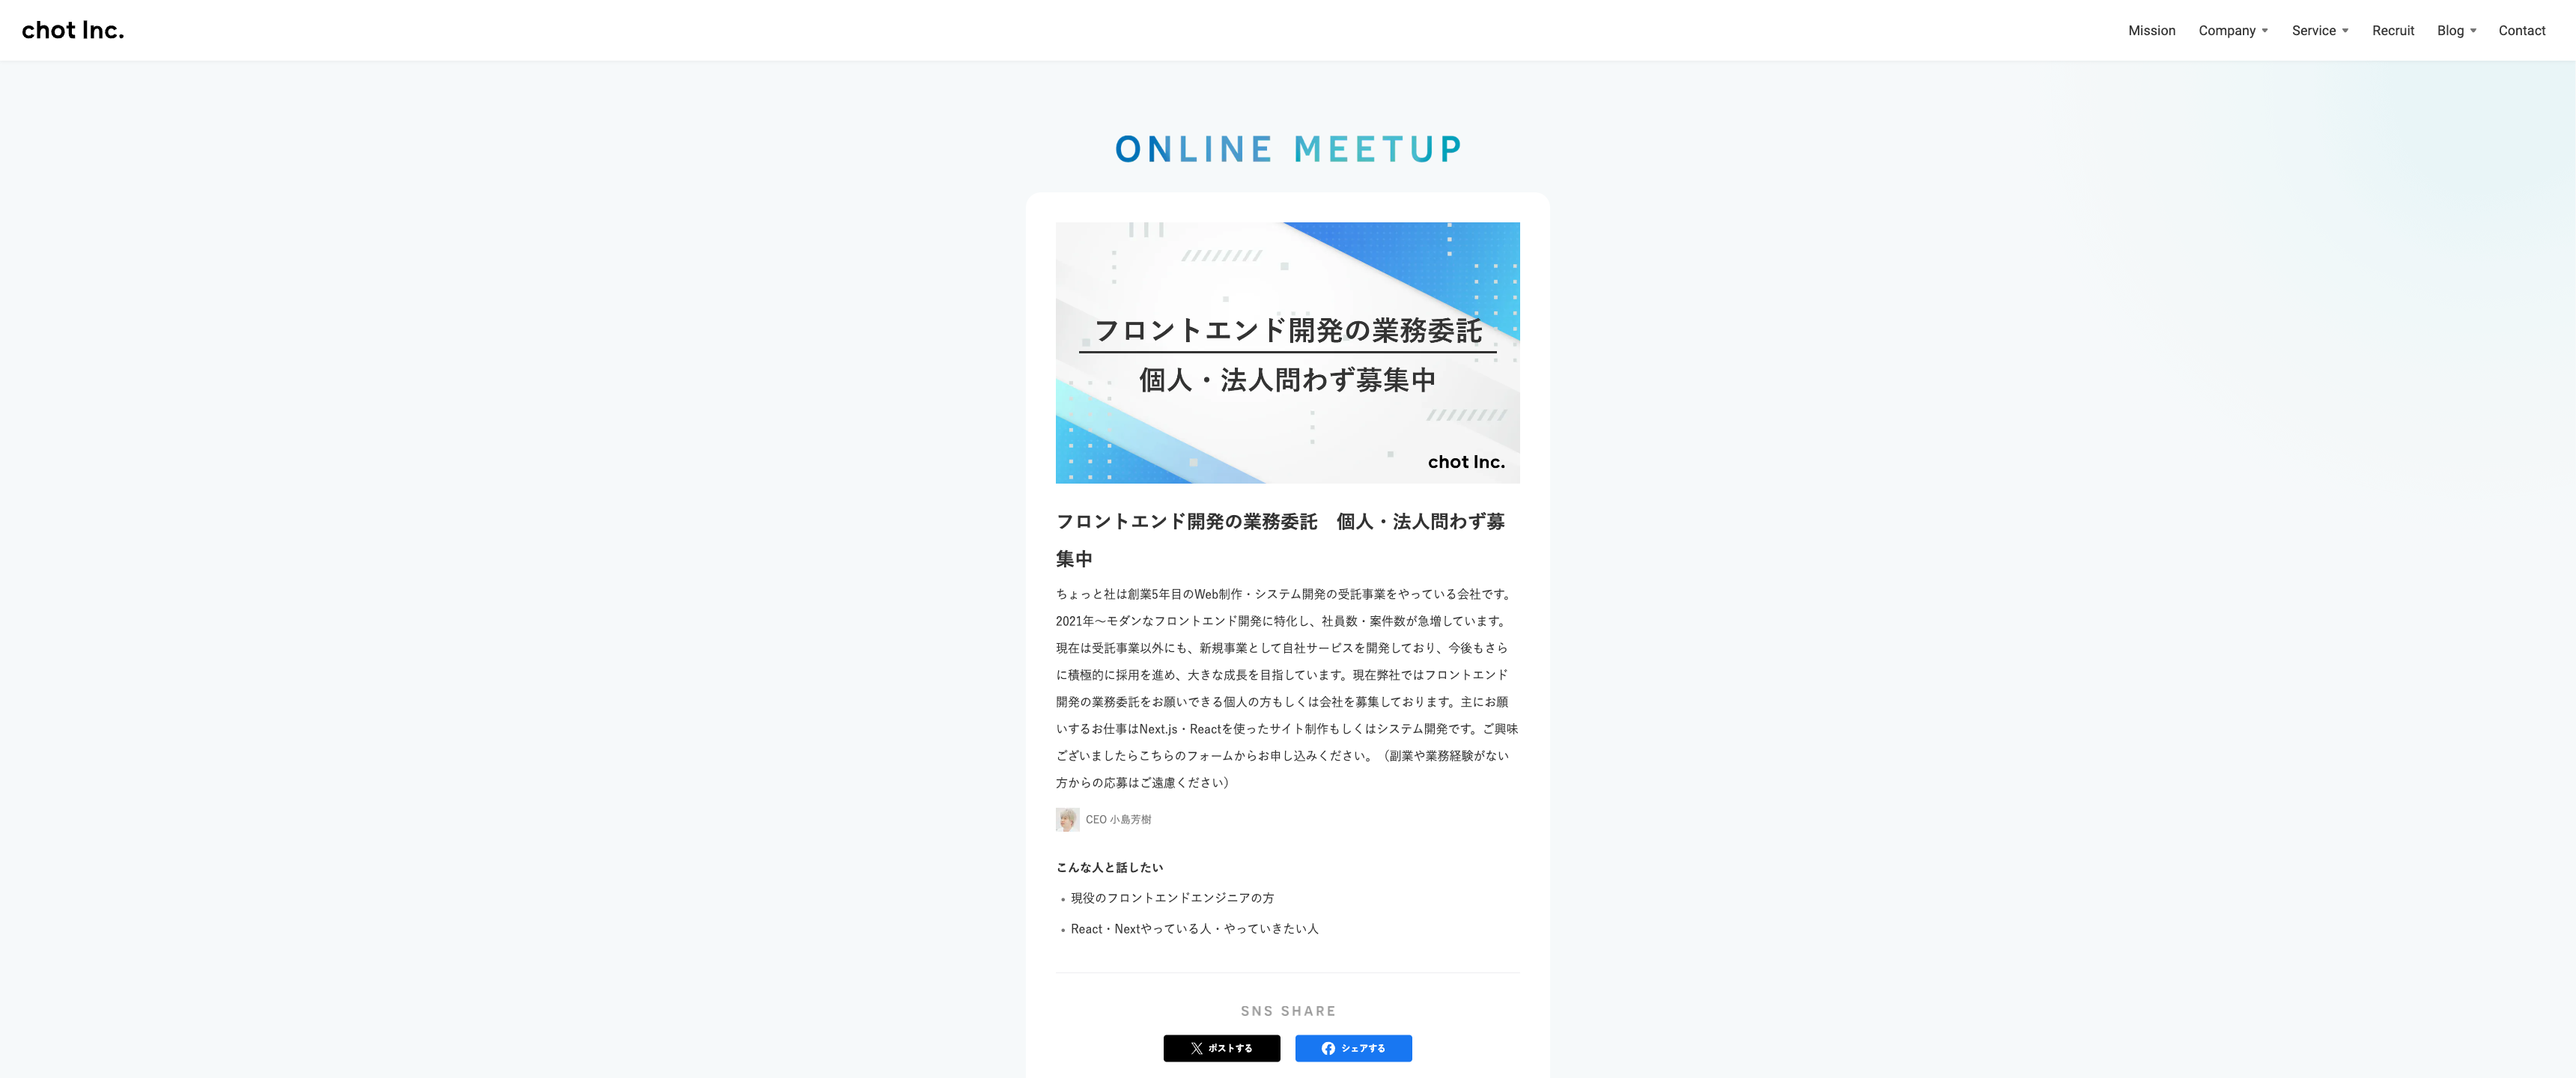 chot Inc.
Mission Company Service Recruit Blog Contact
ONLINE MEETUP
フロントエンド開発の業務委託
個人・法人問わず募集中
chot Inc.
フロントエンド開発の業務委託　個人・法人問わず募
集中
ちょっと社は創業5年目のWeb制作・システム開発の受託事業をやっている会社です。
2021年〜モダンなフロントエンド開発に特化し、社員数・案件数が急増しています。
現在は受託事業以外にも、新規事業として自社サービスを開発しており、今後もさら
に積極的に採用を進め、大きな成長を目指しています。現在弊社ではフロントエンド
開発の業務委託をお願いできる個人の方もしくは会社を募集しております。主にお願
いするお仕事はNext.js・Reactを使ったサイト制作もしくはシステム開発です。ご興味
ございましたらこちらのフォームからお申し込みください。（副業や業務経験がない
方からの応募はご遠慮ください）
CEO 小島芳樹
こんな人と話したい
・現役のフロントエンドエンジニアの方
・React・Nextやっている人・やっていきたい人
SNS SHARE
ポストする シェアする